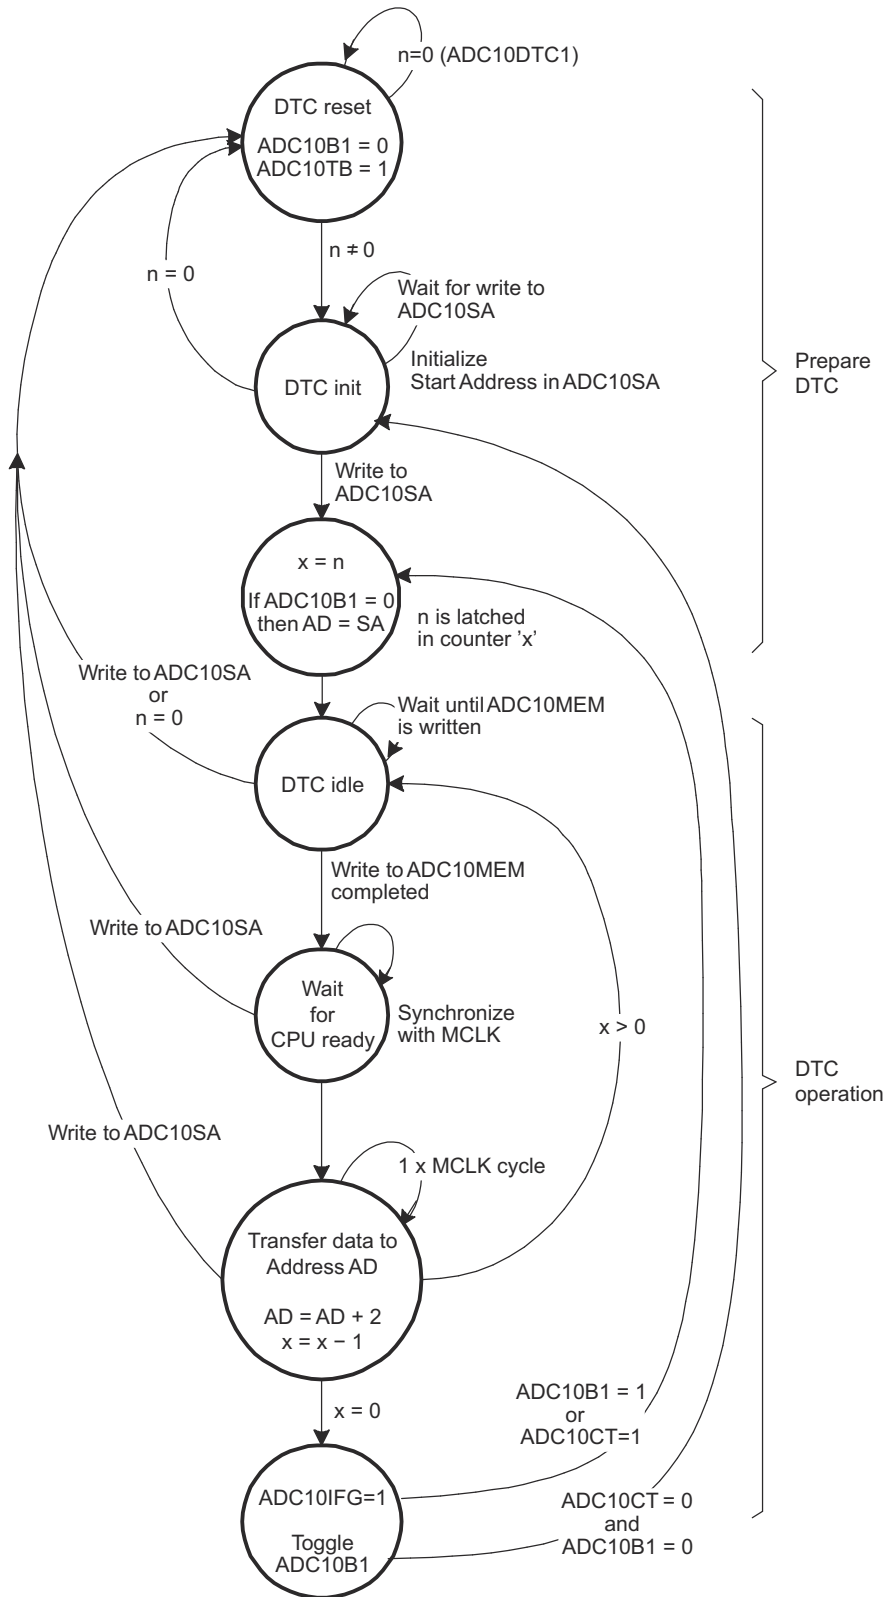 n=0 (ADC10DTC1)
DTC reset
ADC10B1 = 0
ADC10TB = 1
n ≠ 0
n = 0
Wait for write to
ADC10SA
Initialize
Start Address in ADC10SA
DTC init
Prepare
DTC
Write to
ADC10SA
x = n
If ADC10B1 = 0
then AD = SA
n is latched
in counter ’x’
Write to ADC10SA
or
n = 0
Wait until ADC10MEM
is written
DTC idle
Write to ADC10MEM
completed
Write to ADC10SA
Wait
for
CPU ready
Synchronize
with MCLK
x > 0
DTC
operation
Write to ADC10SA
1 x MCLK cycle
Transfer data to
Address AD
AD = AD + 2
x = x − 1
x = 0
ADC10B1 = 1
or
ADC10CT=1
ADC10IFG=1
Toggle
ADC10B1
ADC10CT = 0
and
ADC10B1 = 0